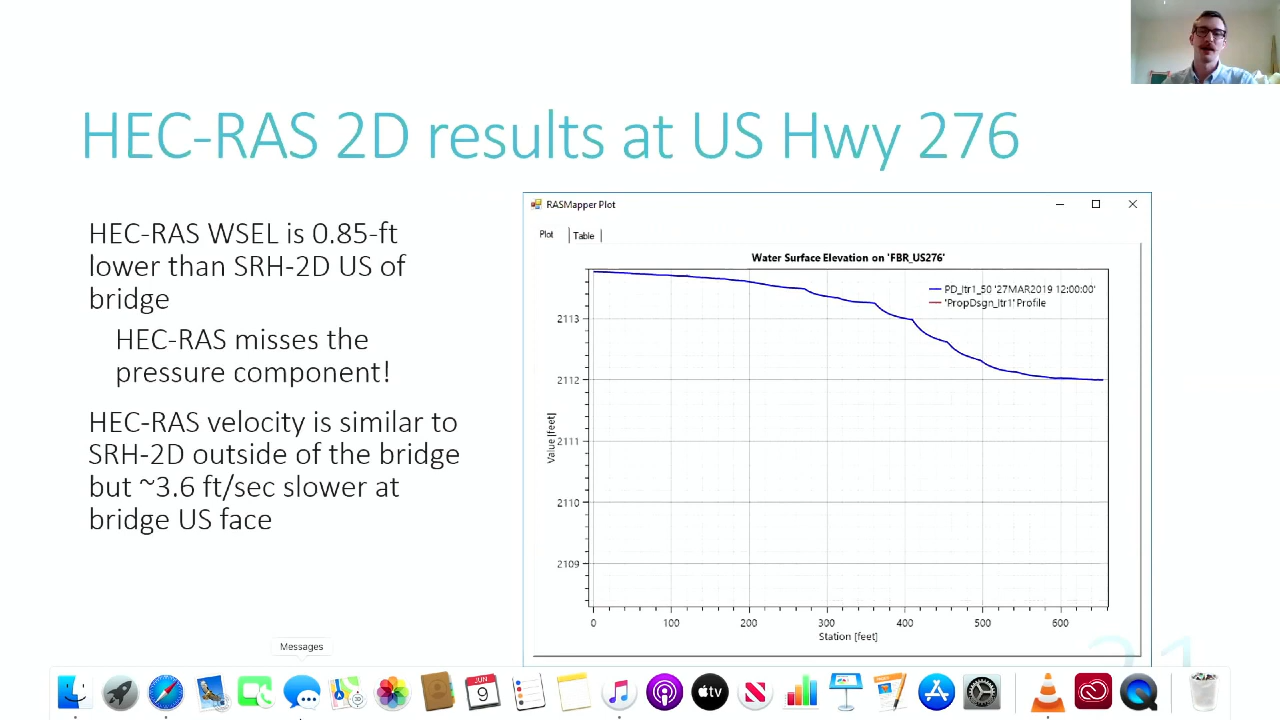 HEC-RAS 2D results at US Hwy 276
HEC-RAS WSEL is 0.85-ft
lower than SRH-2D US of
bridge
HEC-RAS misses the
pressure component!
HEC-RAS velocity is similar to
SRH-2D outside of the bridge
but ~3.6 ft/sec slower at
bridge US face
RASMapper Plot
Plot
Table
Water Surface Elevation on 'FBR_US276'
PD_Itr1_50 '27MAR2019 12:00:00'
'PropDsgn_Itr1' Profile
Value [feet]
2113
2112
2111
2110
2109
0 100 200 300 400 500 600
Station [feet]
21
Messages
JUN
9
tv